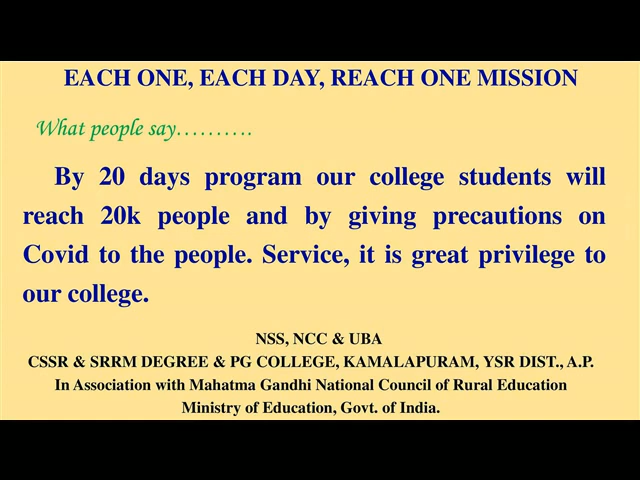 EACH ONE, EACH DAY, REACH ONE MISSION
What people say……….
By 20 days program our college students will
reach 20k people and by giving precautions on
Covid to the people. Service, it is great privilege to
our college.
NSS, NCC & UBA
CSSR & SRRM DEGREE & PG COLLEGE, KAMALAPURAM, YSR DIST., A.P.
In Association with Mahatma Gandhi National Council of Rural Education
Ministry of Education, Govt. of India.